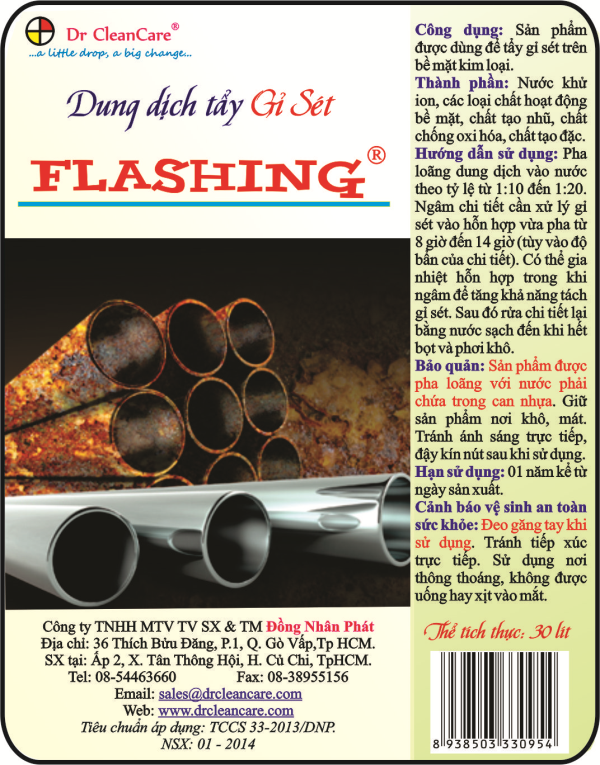 Dr CleanCare®
...a little drop, a big change...
Dung dịch tẩy Gỉ Sét
FLASHING®
Công ty TNHH MTV TV SX & TM Đồng Nhân Phát
Địa chỉ: 36 Thích Bửu Đăng, P.1, Q. Gò Vấp,Tp HCM.
SX tại: Ấp 2, X. Tân Thông Hội, H. Củ Chi, TpHCM.
Tel: 08-54463660 Fax: 08-38955156
Email: sales@drcleancare.com
Web: www.drcleancare.com
Tiêu chuẩn áp dụng: TCCS 33-2013/DNP.
NSX: 01 - 2014
Công dụng: Sản phẩm
được dùng để tẩy gỉ sét trên
bề mặt kim loại.
Thành phần: Nước khử
ion, các loại chất hoạt động
bề mặt, chất tạo nhũ, chất
chống oxi hóa, chất tạo đặc.
Hướng dẫn sử dụng: Pha
loãng dung dịch vào nước
theo tỷ lệ từ 1:10 đến 1:20.
Ngâm chi tiết cần xử lý gỉ
sét vào hỗn hợp vừa pha từ
8 giờ đến 14 giờ (tùy vào độ
bẩn của chi tiết). Có thể gia
nhiệt hỗn hợp trong khi
ngâm để tăng khả năng tách
gỉ sét. Sau đó rửa chi tiết lại
bằng nước sạch đến khi hết
bọt và phơi khô.
Bảo quản: Sản phẩm được
pha loãng với nước phải
chứa trong can nhựa. Giữ
sản phẩm nơi khô, mát.
Tránh ánh sáng trực tiếp,
đậy kín nút sau khi sử dụng.
Hạn sử dụng: 01 năm kể từ
ngày sản xuất.
Cảnh báo vệ sinh an toàn
sức khỏe: Đeo găng tay khi
sử dụng. Tránh tiếp xúc
trực tiếp. Sử dụng nơi
thông thoáng, không được
uống hay xịt vào mắt.
Thể tích thực: 30 lít
8 938503 330954